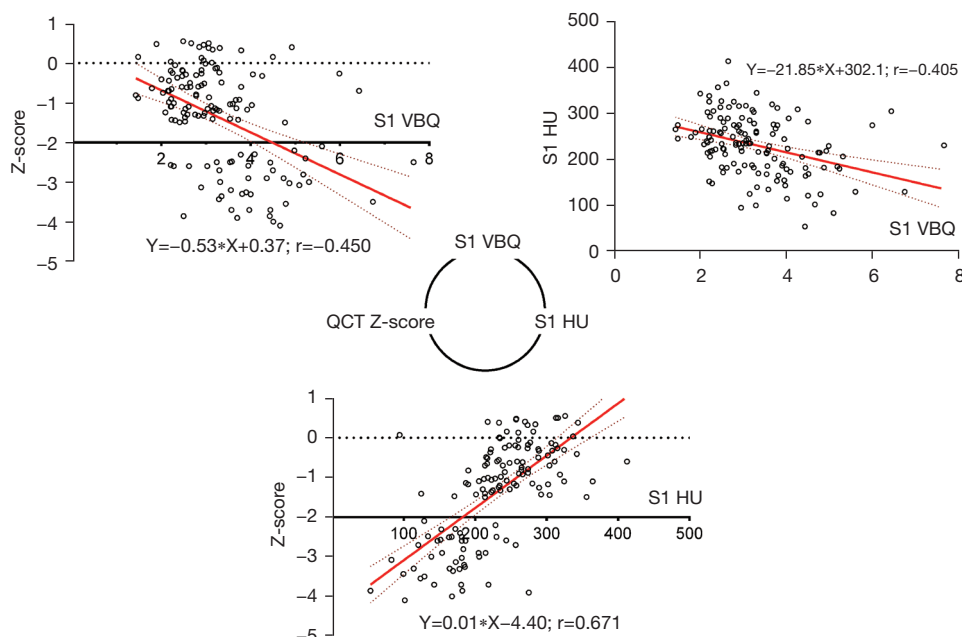 1
0
−1
−2
−3
−4
−5
Z-score
S1 VBQ
2
4
6
8
Y=−0.53*X+0.37; r=−0.450
500
400
300
200
100
0
S1 HU
Y=−21.85*X+302.1; r=−0.405
S1 VBQ
0
2
4
6
8
S1 VBQ
QCT Z-score
S1 HU
1
0
−1
−2
−3
−4
−5
Z-score
S1 HU
100
200
300
400
500
Y=0.01*X−4.40; r=0.671